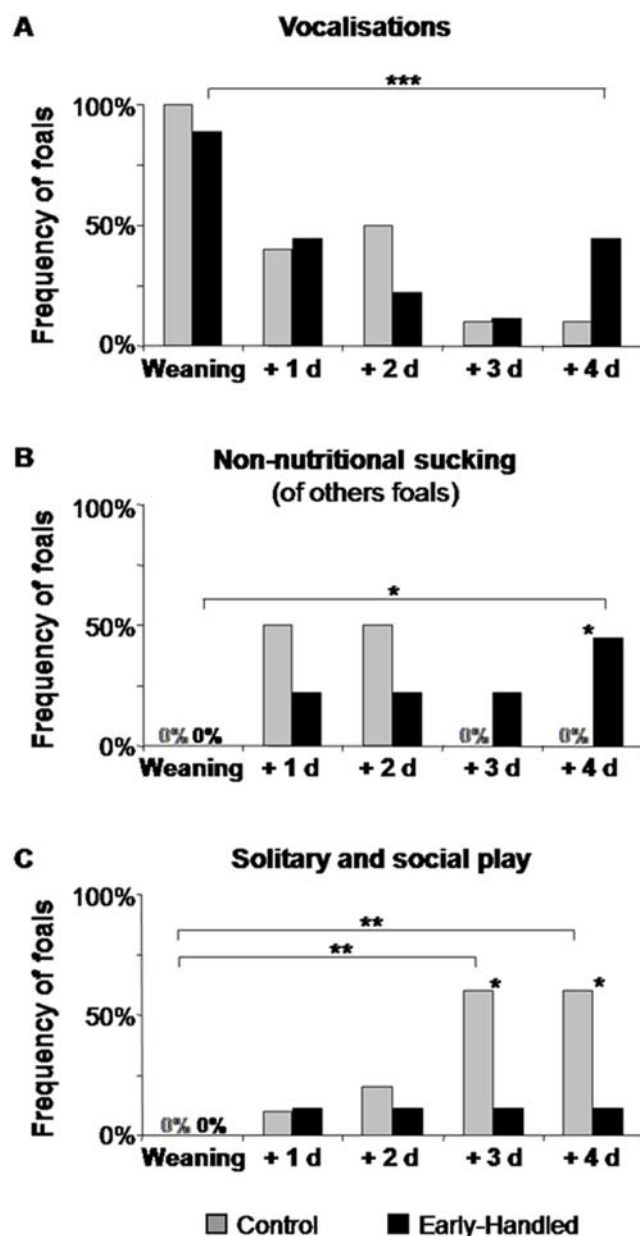 A
Vocalisations
***
100%
50%
0%
Frequency of foals
Weaning + 1 d + 2 d + 3 d + 4 d
B
Non-nutritional sucking
(of others foals)
100%
*
50%
*
0%
0% 0% 0% 0%
Frequency of foals
Weaning + 1 d + 2 d + 3 d + 4 d
C
Solitary and social play
100%
**
**
* *
50%
0%
0% 0%
Frequency of foals
Weaning + 1 d + 2 d + 3 d + 4 d
Control Early-Handled